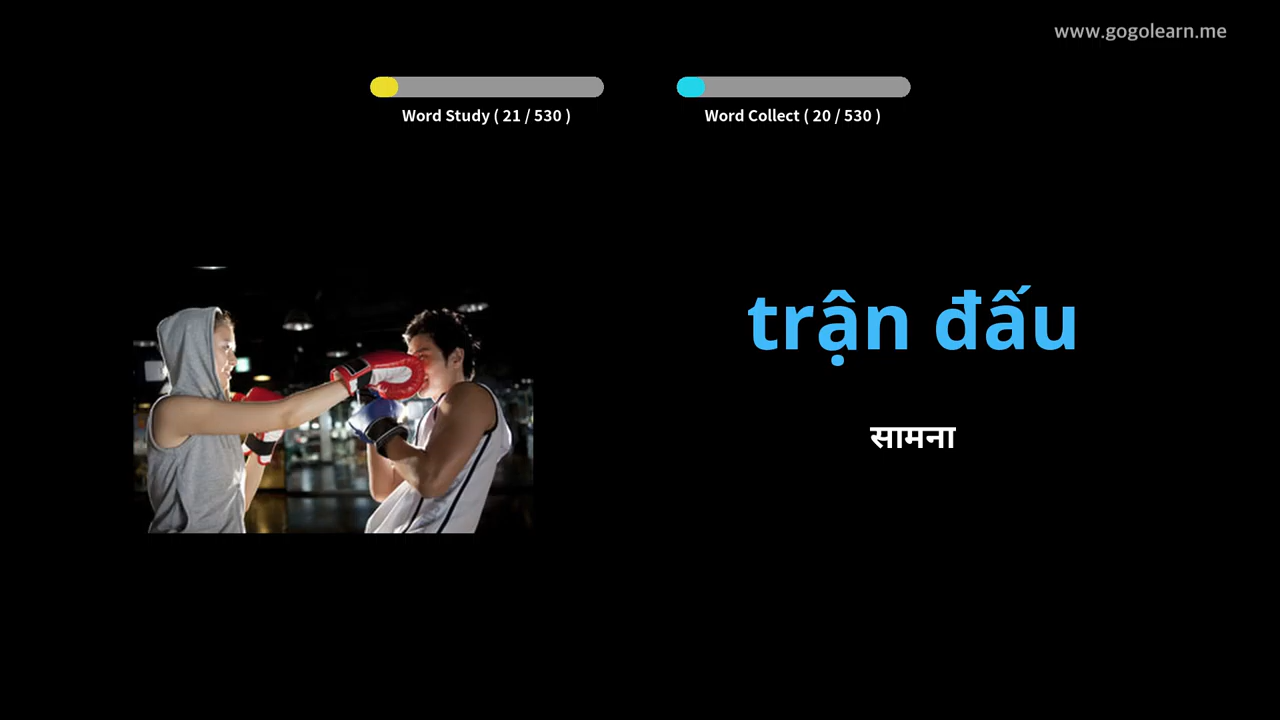 www.gogolearn.me
Word Study ( 21 / 530 )
Word Collect ( 20 / 530 )
trận đấu
सामना